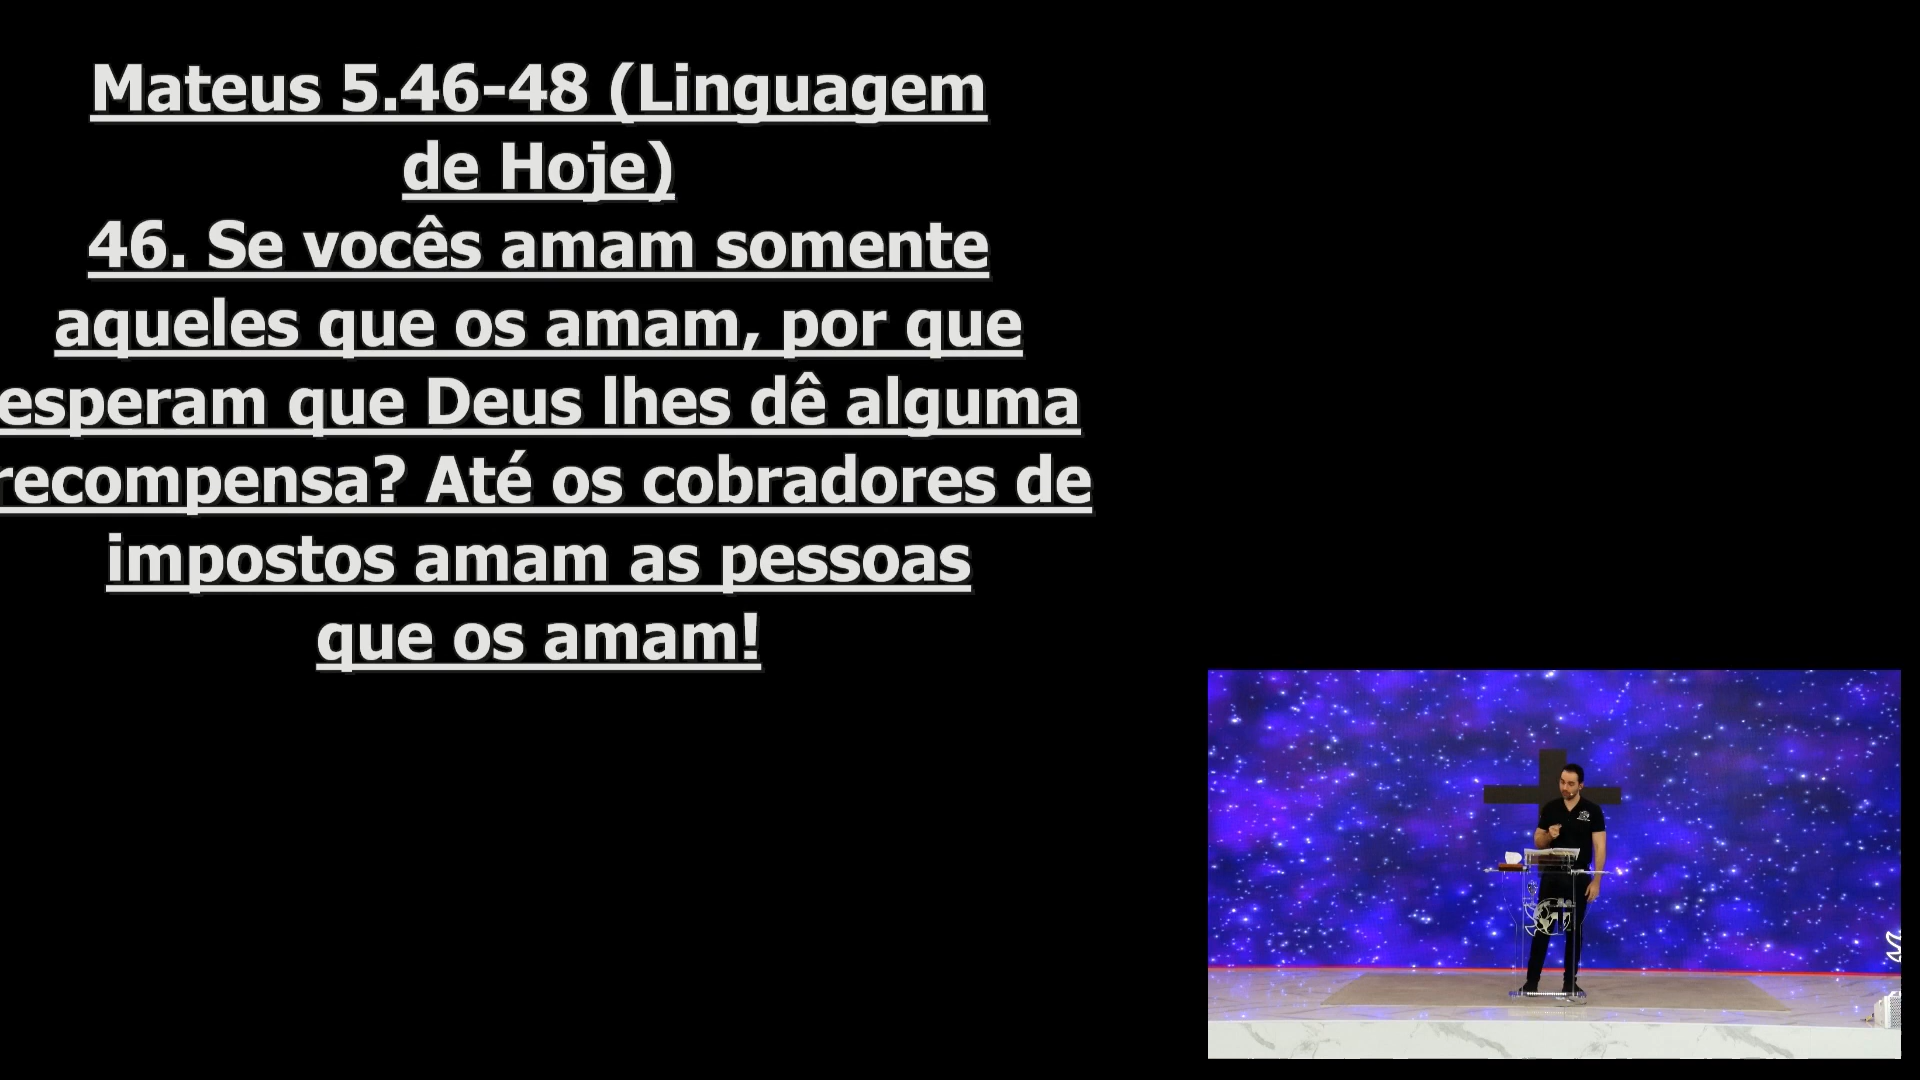 Mateus 5.46-48 (Linguagem
de Hoje)
46. Se vocês amam somente
aqueles que os amam, por que
esperam que Deus lhes dê alguma
recompensa? Até os cobradores de
impostos amam as pessoas
que os amam!